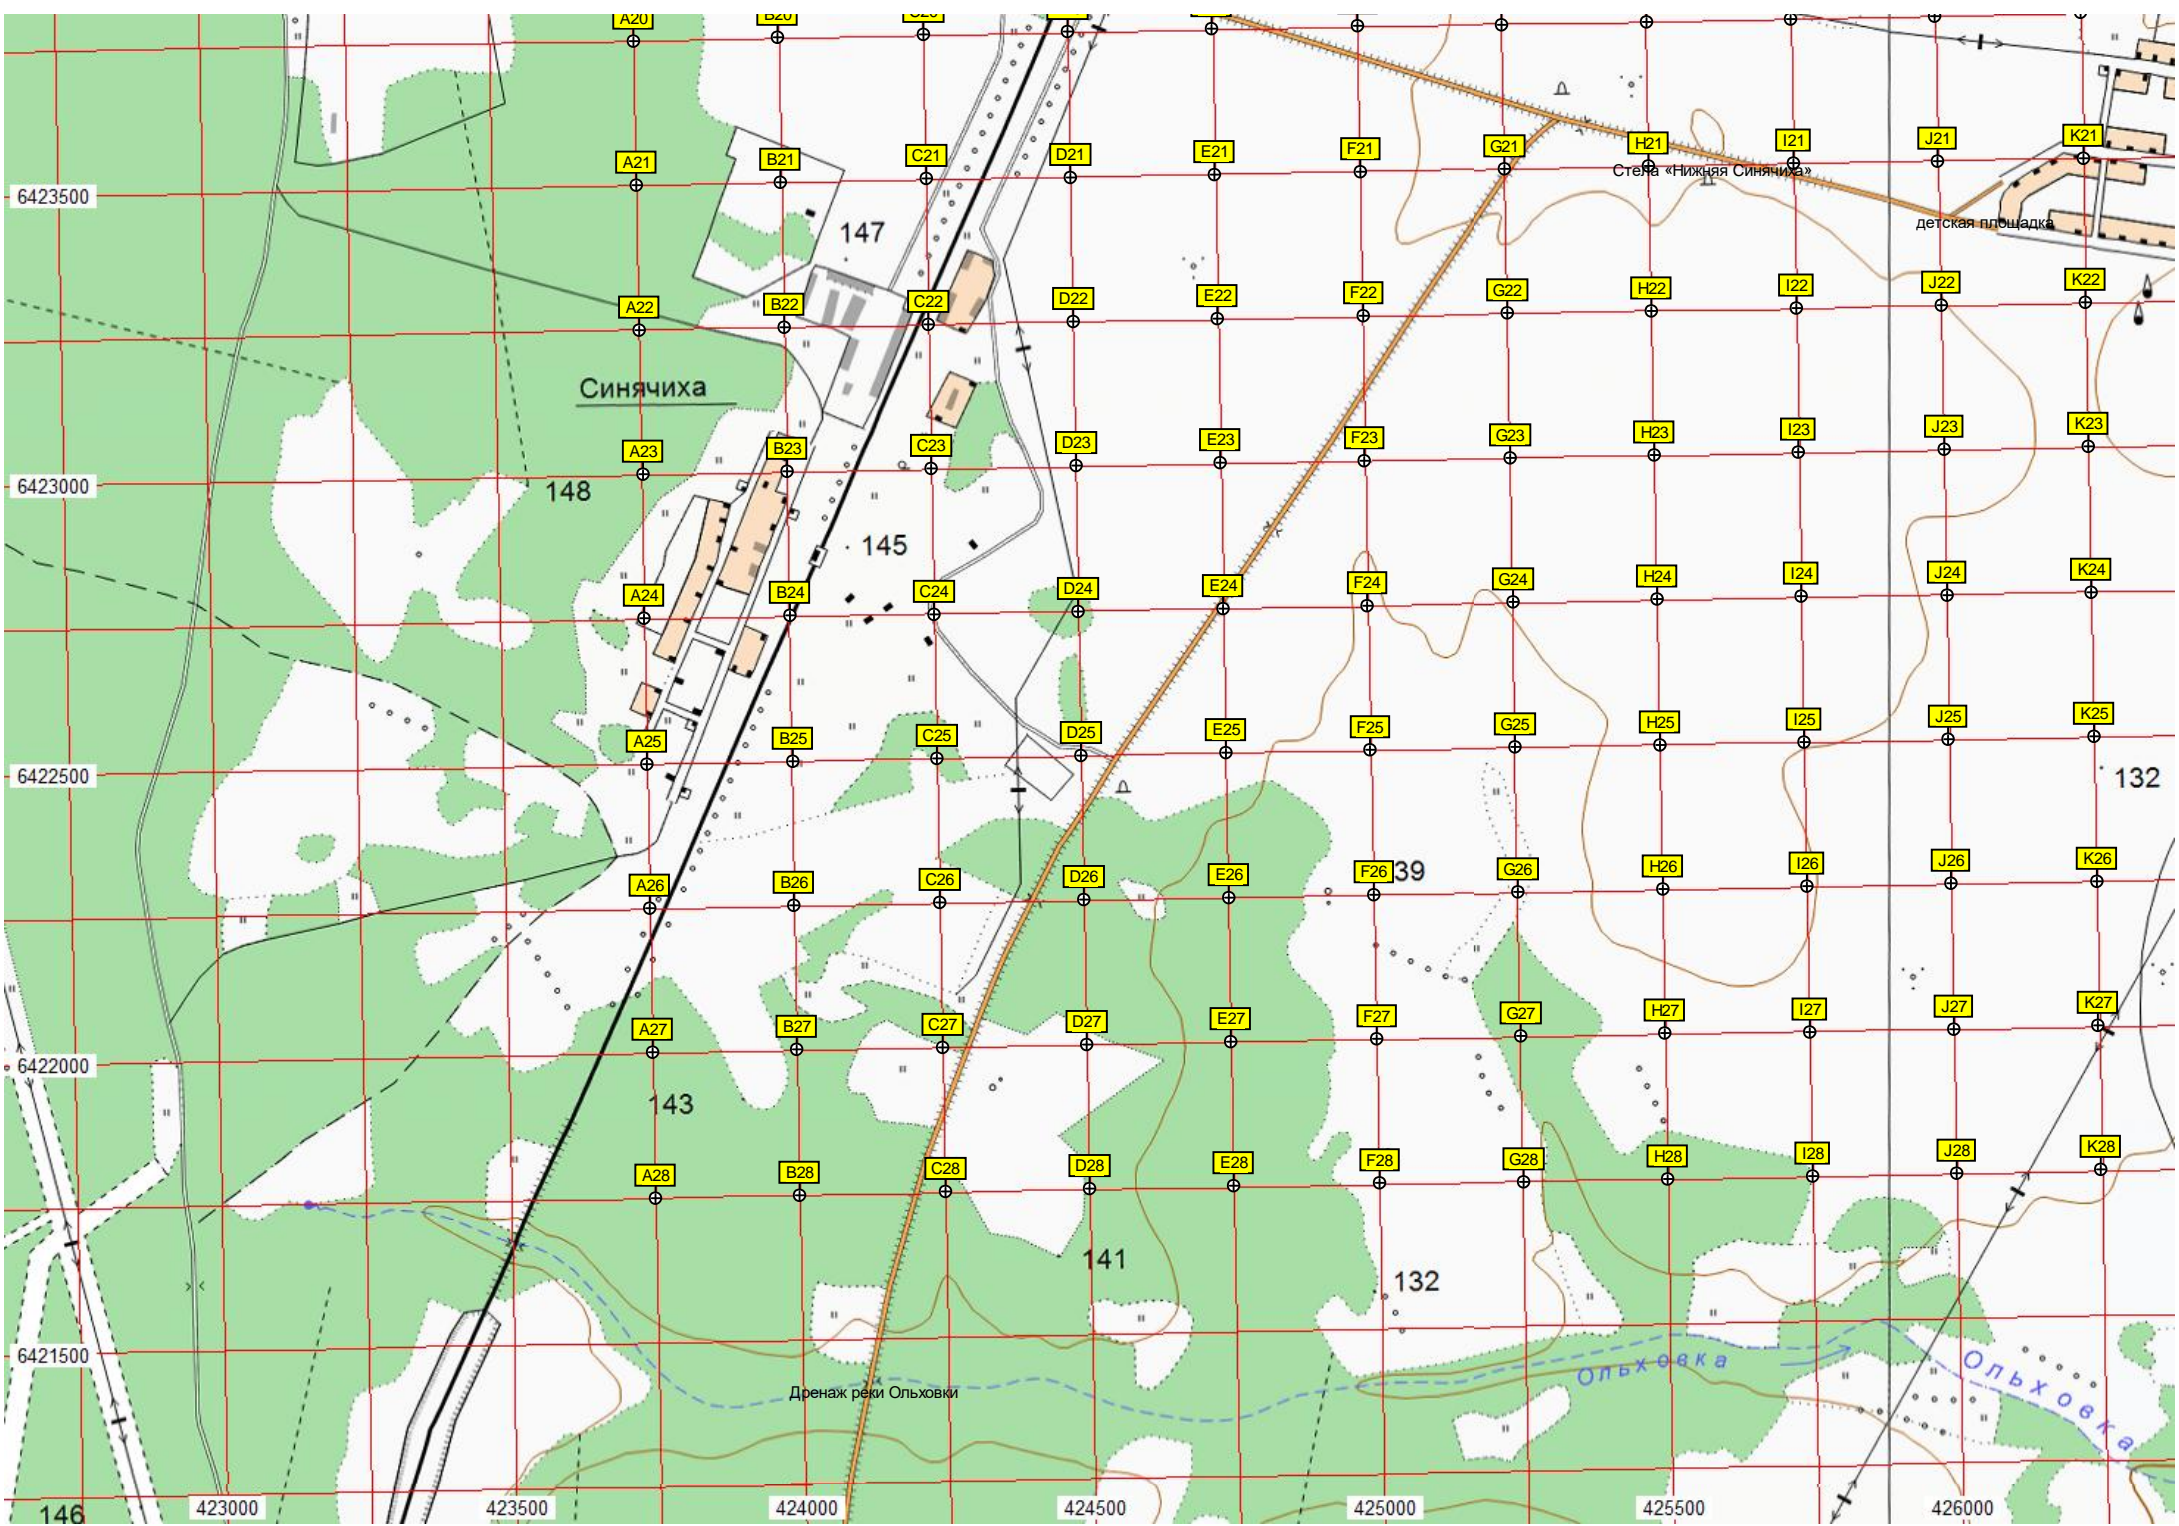 A20 B20
A21 B21 C21 D21 E21 F21 G21 H21 I21 J21 K21
Стела «Нижняя Синячиха»
6423500
детская площадка
147
A22 B22 C22 D22 E22 F22 G22 H22 I22 J22 K22
Синячиха
A23 B23 C23 D23 E23 F23 G23 H23 I23 J23 K23
6423000
148
145
A24 B24 C24 D24 E24 F24 G24 H24 I24 J24 K24
A25 B25 C25 D25 E25 F25 G25 H25 I25 J25 K25
6422500
132
A26 B26 C26 D26 E26 F26 39 G26 H26 I26 J26 K26
A27 B27 C27 D27 E27 F27 G27 H27 I27 J27 K27
6422000
143
A28 B28 C28 D28 E28 F28 G28 H28 I28 J28 K28
141
132
6421500
Ольховка
Ольховка
Дренаж реки Ольховки
146
423000 423500 424000 424500 425000 425500 426000